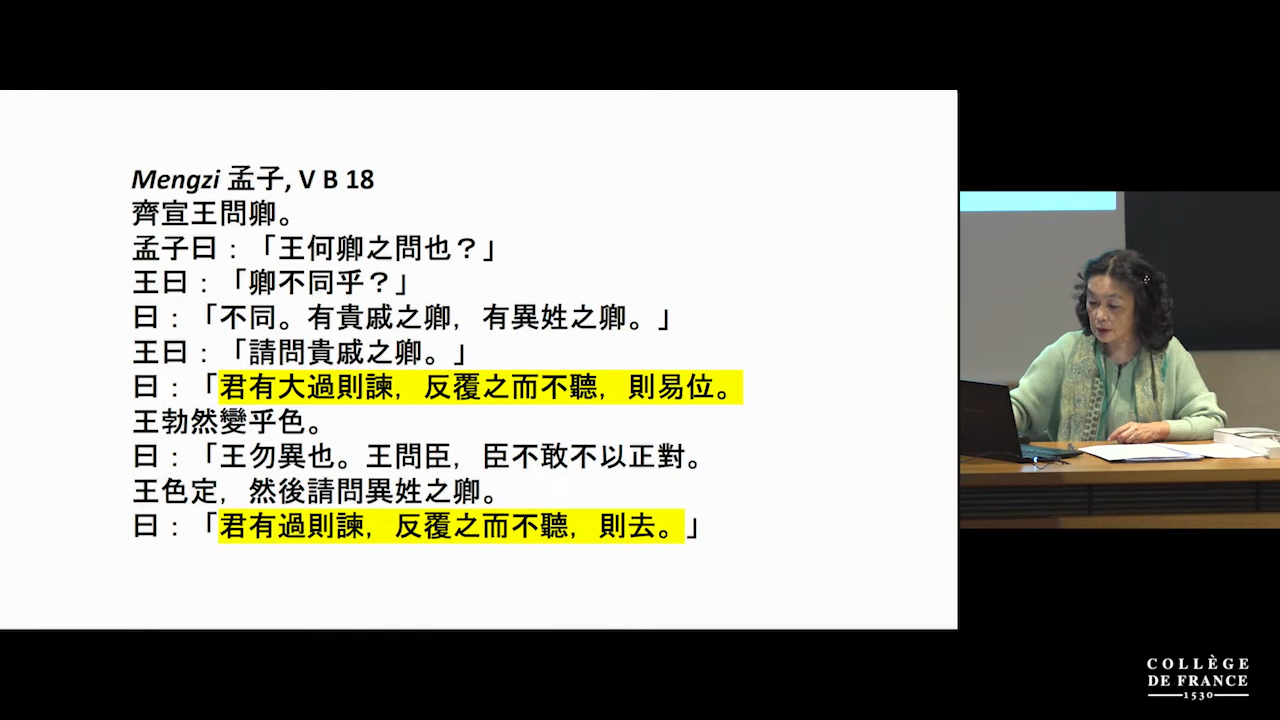 Mengzi 孟子, V B 18
齊宣王問卿。
孟子曰：「王何卿之問也？」
王曰：「卿不同乎？」
曰：「不同。有貴戚之卿，有異姓之卿。」
王曰：「請問貴戚之卿。」
曰：「君有大過則諫，反覆之而不聽，則易位。
王勃然變乎色。
曰：「王勿異也。王問臣，臣不敢不以正對。
王色定，然後請問異姓之卿。
曰：「君有過則諫，反覆之而不聽，則去。」
COLLÈGE
DE FRANCE
1530